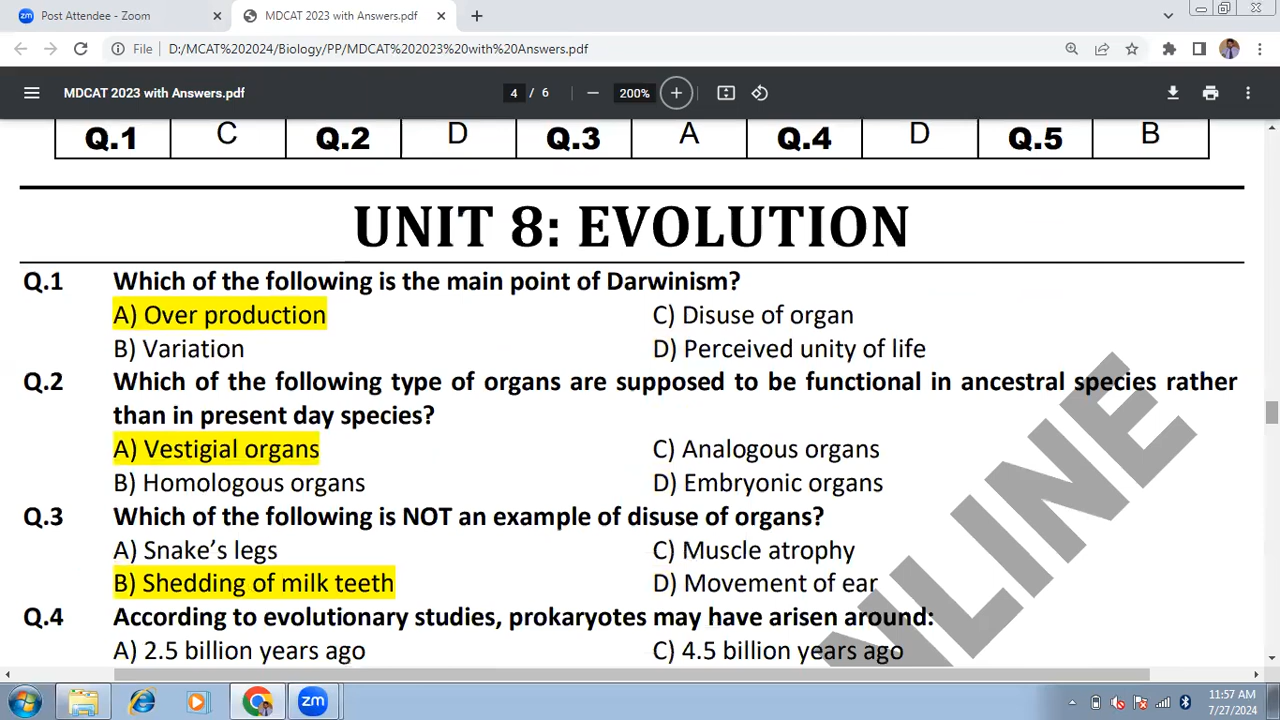 Post Attendee - Zoom
MDCAT 2023 with Answers.pdf
File D:/MCAT%202024/Biology/PP/MDCAT%202023%20with%20Answers.pdf
MDCAT 2023 with Answers.pdf 4 / 6 200%
Q.1 C Q.2 D Q.3 A Q.4 D Q.5 B
UNIT 8: EVOLUTION
Q.1 Which of the following is the main point of Darwinism?
A) Over production C) Disuse of organ
B) Variation D) Perceived unity of life
Q.2 Which of the following type of organs are supposed to be functional in ancestral species rather
than in present day species?
A) Vestigial organs C) Analogous organs
B) Homologous organs D) Embryonic organs
Q.3 Which of the following is NOT an example of disuse of organs?
A) Snake’s legs C) Muscle atrophy
B) Shedding of milk teeth D) Movement of ear
Q.4 According to evolutionary studies, prokaryotes may have arisen around:
A) 2.5 billion years ago C) 4.5 billion years ago
NLINE
zm
11:57 AM
7/27/2024